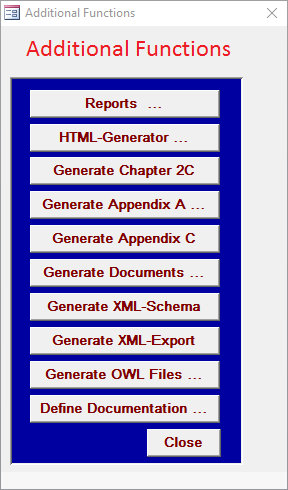 Additional Functions
Additional Functions
Reports ...
HTML-Generator ...
Generate Chapter 2C
Generate Appendix A ...
Generate Appendix C
Generate Documents ...
Generate XML-Schema
Generate XML-Export
Generate OWL Files ...
Define Documentation ...
Close